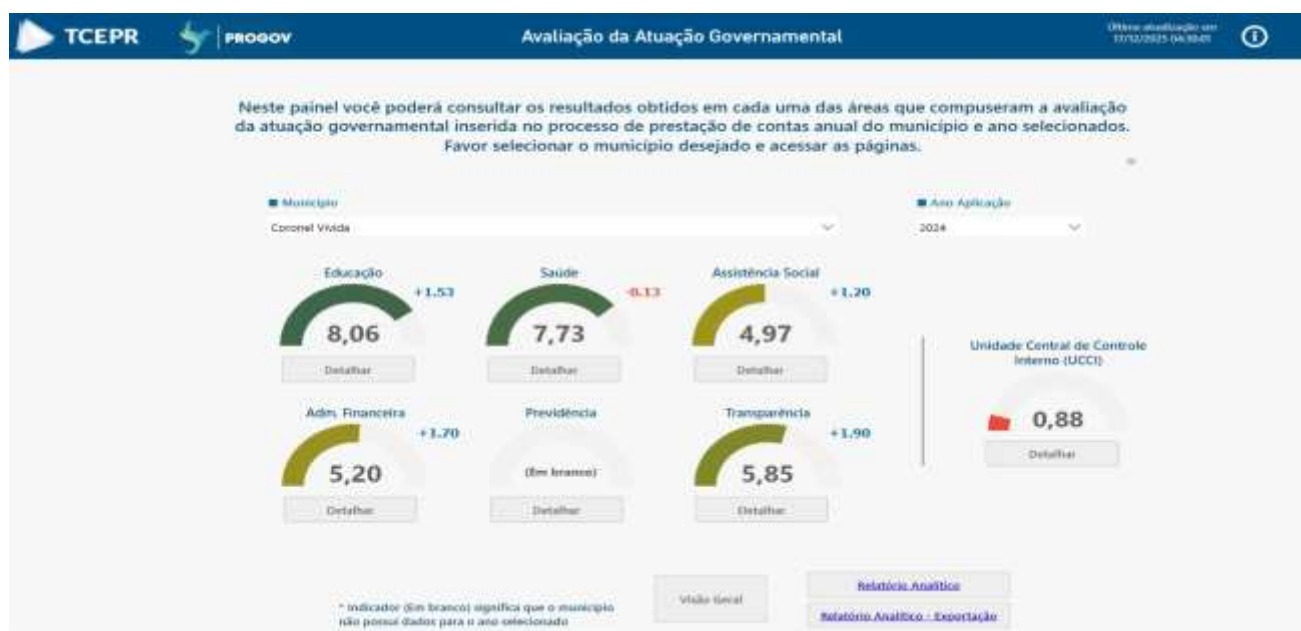 TCEPR
PROGOV
Avaliação da Atuação Governamental
Última atualização em
17/12/2025
Neste painel você poderá consultar os resultados obtidos em cada uma das áreas que compuseram a avaliação
da atuação governamental inserida no processo de prestação de contas anual do município e ano selecionados.
Favor selecionar o município desejado e acessar as páginas.
Município
Ano Aplicação
Coronel Vivida
2024
Educação
+1.53
8,06
Detalhar
Saúde
-0.13
7,73
Detalhar
Assistência Social
+1.20
4,97
Detalhar
Adm. Financeira
+1.70
5,20
Detalhar
Previdência
(Em branco)
Detalhar
Transparência
+1.90
5,85
Detalhar
Unidade Central de Controle
Interno (UCCI)
0,88
Detalhar
* Indicador (Em branco) significa que o município
não possui dados para o ano selecionado
Visão Geral
Relatório Analítico
Relatório Analítico - Exportação